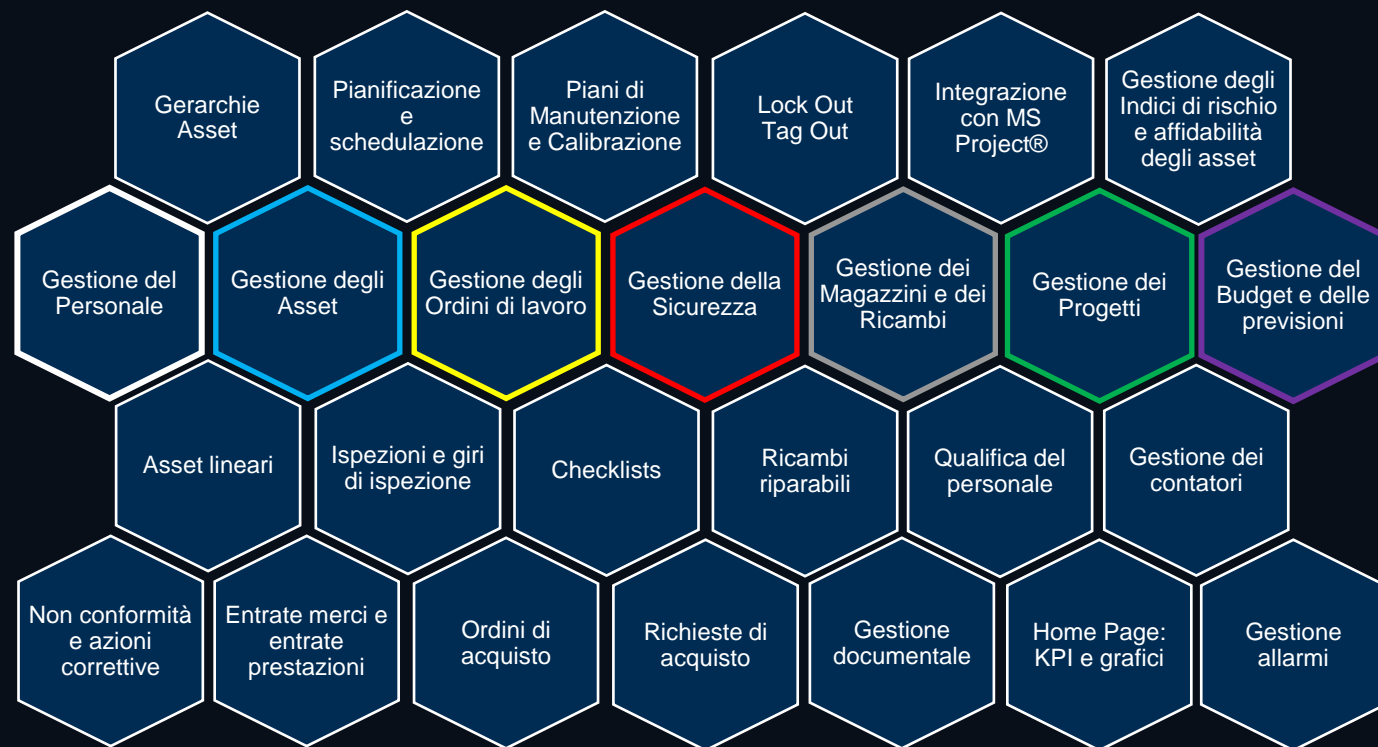 Gerarchie
Asset
Pianificazione
e
schedulazione
Piani di
Manutenzione
e Calibrazione
Lock Out
Tag Out
Integrazione
con MS
Project®
Gestione degli
Indici di rischio
e affidabilità
degli asset
Gestione del
Personale
Gestione degli
Asset
Gestione degli
Ordini di lavoro
Gestione della
Sicurezza
Gestione dei
Magazzini e dei
Ricambi
Gestione dei
Progetti
Gestione del
Budget e delle
previsioni
Asset lineari
Ispezioni e giri
di ispezione
Checklists
Ricambi
riparabili
Qualifica del
personale
Gestione dei
contatori
Non conformità
e azioni
correttive
Entrate merci e
entrate
prestazioni
Ordini di
acquisto
Richieste di
acquisto
Gestione
documentale
Home Page:
KPI e grafici
Gestione
allarmi